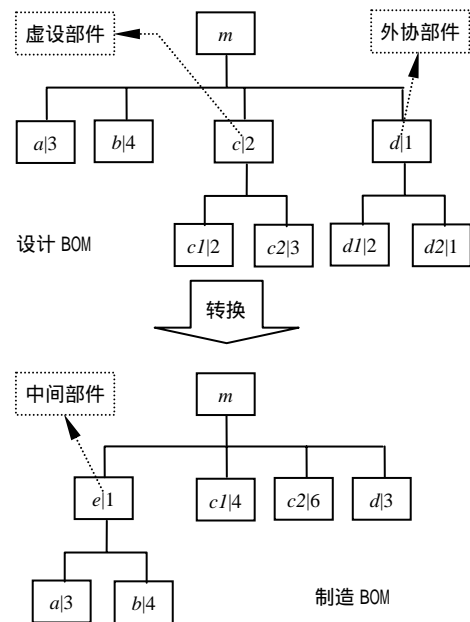 虚设部件
m
外协部件
a|3
b|4
c|2
d|1
设计 BOM
c1|2
c2|3
d1|2
d2|1
转换
中间部件
m
e|1
c1|4
c2|6
d|3
a|3
b|4
制造 BOM